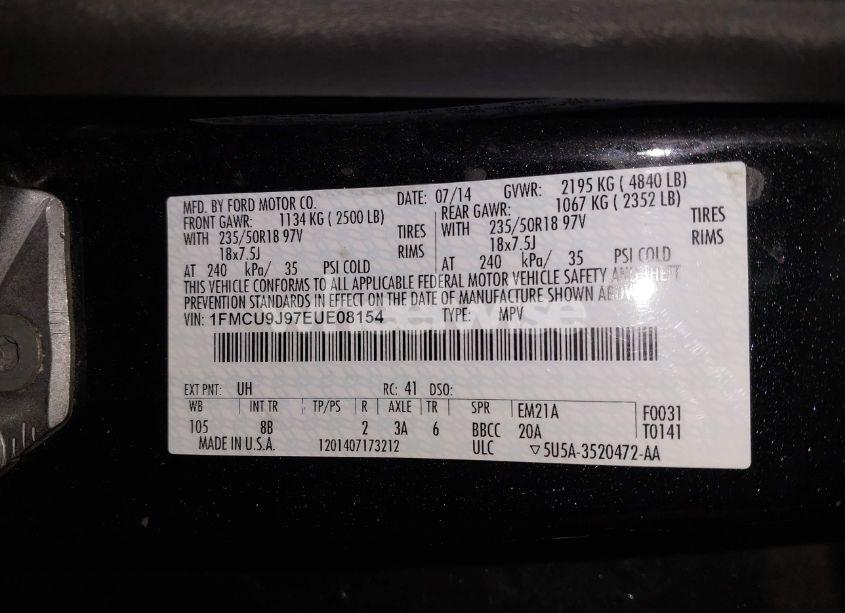 MFD. BY FORD MOTOR CO. DATE: 07/14 GVWR: 2195 KG ( 4840 LB)
FRONT GAWR: 1134 KG ( 2500 LB) REAR GAWR: 1067 KG ( 2352 LB)
WITH 235/50R18 97V TIRES WITH 235/50R18 97V TIRES
18x7.5J RIMS 18x7.5J RIMS
AT 240 kPa/ 35 PSI COLD AT 240 kPa/ 35 PSI COLD
THIS VEHICLE CONFORMS TO ALL APPLICABLE FEDERAL MOTOR VEHICLE SAFETY AND THEFT
PREVENTION STANDARDS IN EFFECT ON THE DATE OF MANUFACTURE SHOWN ABOVE
VIN: 1FMCU9J97EUE08154 TYPE: MPV
EXT PNT: UH RC: 41 DSO:
WB INT TR TP/PS R AXLE TR SPR EM21A F0031
105 8B 2 3A 6 BBCC 20A T0141
MADE IN U.S.A. 1201407173212 ULC ▽5U5A-3520472-AA